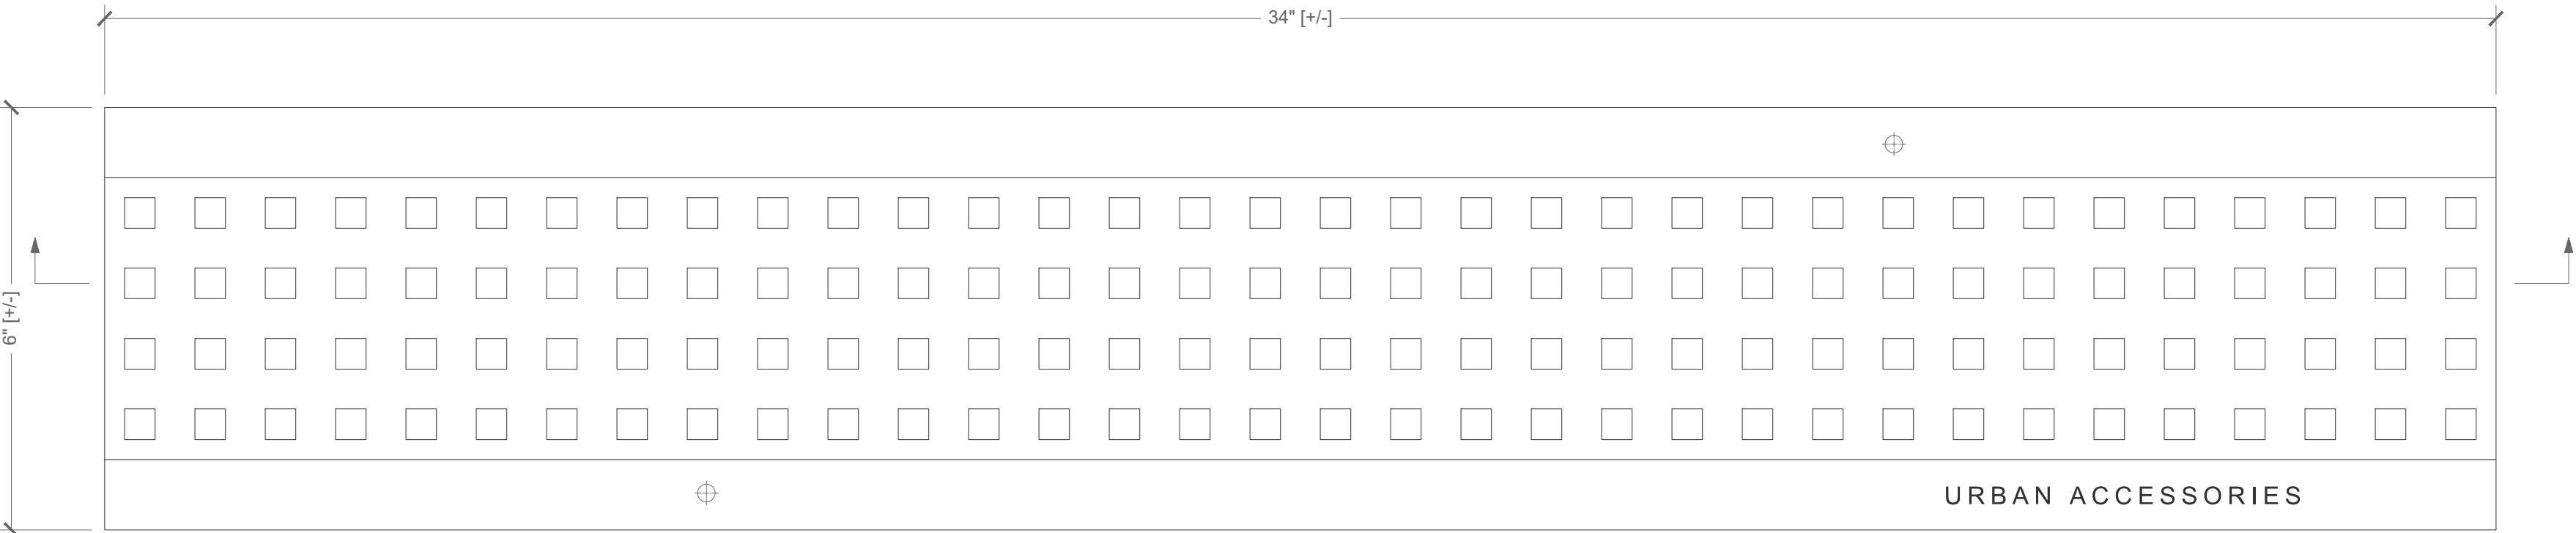 34" [+/-]
6" [+/-]
URBAN ACCESSORIES